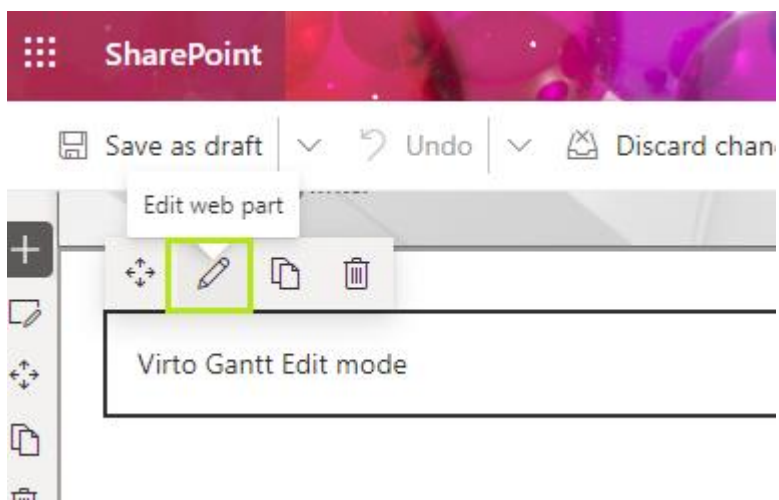 SharePoint
Save as draft Undo Discard chan
Edit web part
Virto Gantt Edit mode